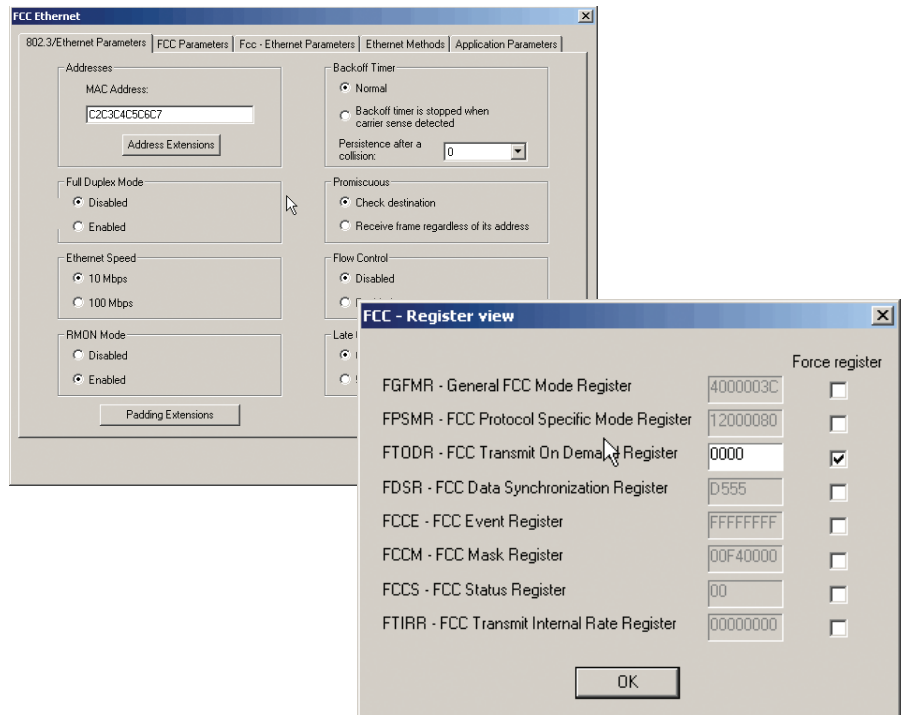 FCC Ethernet
802.3/Ethernet Parameters FCC Parameters Fcc - Ethernet Parameters Ethernet Methods Application Parameters
Addresses
MAC Address:
C2C3C4C5C6C7
Address Extensions
Backoff Timer
Normal
Backoff timer is stopped when
carrier sense detected
Persistence after a
collision:
0
Full Duplex Mode
Disabled
Enabled
Promiscuous
Check destination
Receive frame regardless of its address
Ethernet Speed
10 Mbps
100 Mbps
Flow Control
Disabled
RMON Mode
Disabled
Enabled
Late
Padding Extensions
FCC - Register view
Force register
FGFMR - General FCC Mode Register 4000003C
FPSMR - FCC Protocol Specific Mode Register 12000080
FTODR - FCC Transmit On Demand Register 0000
FDSR - FCC Data Synchronization Register D555
FCCE - FCC Event Register FFFFFFFF
FCCM - FCC Mask Register 00F40000
FCCS - FCC Status Register 00
FTIRR - FCC Transmit Internal Rate Register 00000000
OK